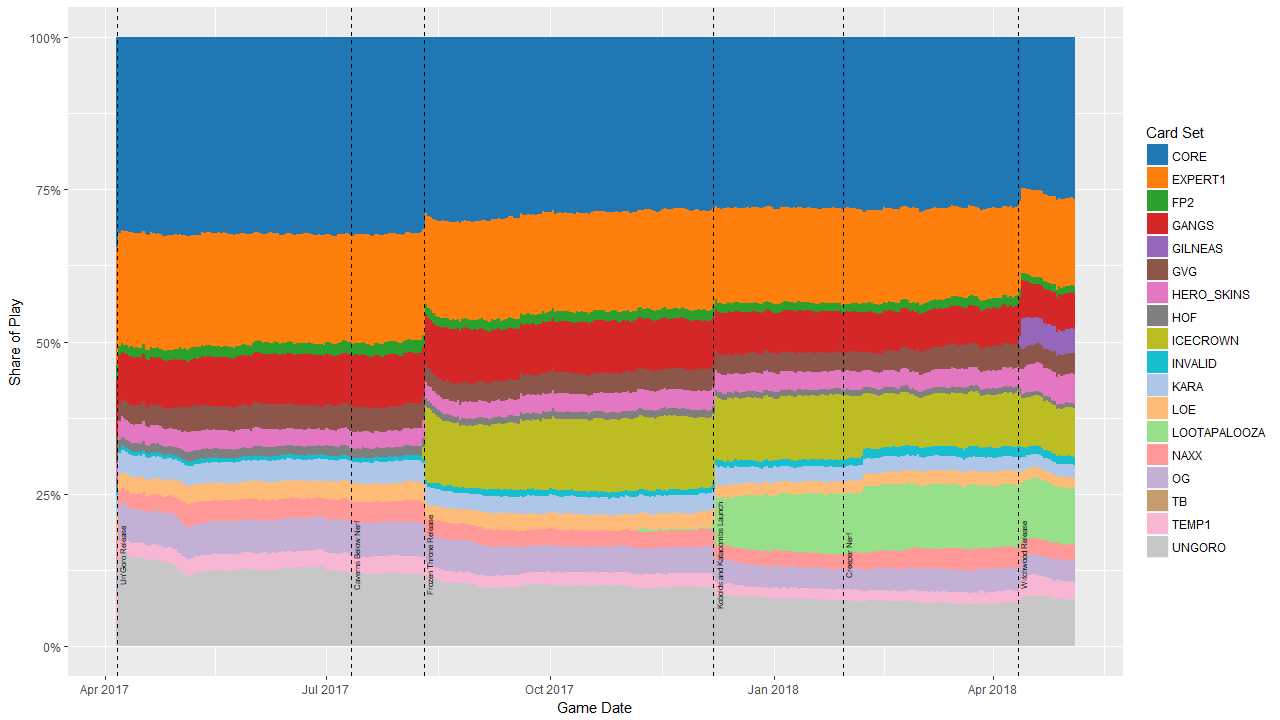 100%
75%
50%
25%
0%
Share of Play
Un'Goro Release
Caverns Below Nerf
Frozen Throne Release
Kobolds and Katacombs Launch
Creeper Nerf
Witchwood Release
Apr 2017
Jul 2017
Oct 2017
Jan 2018
Apr 2018
Game Date
Card Set
CORE
EXPERT1
FP2
GANGS
GILNEAS
GVG
HERO_SKINS
HOF
ICECROWN
INVALID
KARA
LOE
LOOTAPALOOZA
NAXX
OG
TB
TEMP1
UNGORO